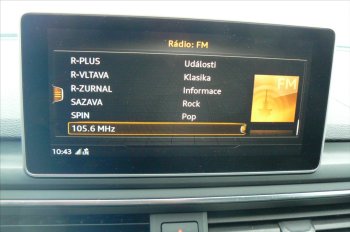 Rádio: FM
R-PLUS Události
R-VLTAVA Klasika
R-ZURNAL Informace
SAZAVA Rock
SPIN Pop
105.6 MHz
FM
10:43